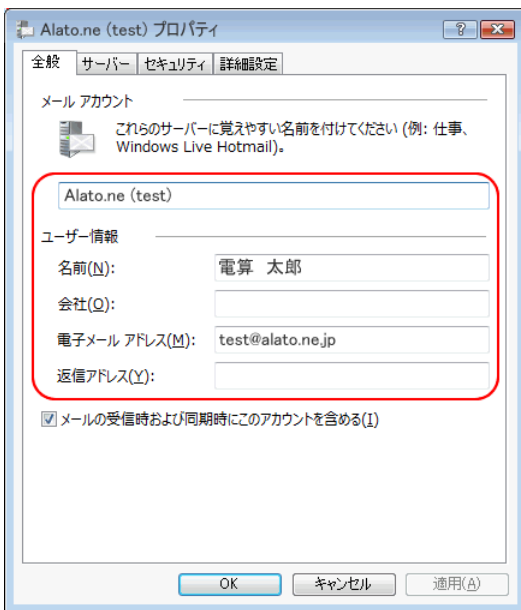 Alato.ne (test) プロパティ
全般 サーバー セキュリティ 詳細設定
メール アカウント
これらのサーバーに覚えやすい名前を付けてください (例: 仕事、
Windows Live Hotmail)。
Alato.ne (test)
ユーザー情報
名前(N): 電算 太郎
会社(O):
電子メール アドレス(M): test@alato.ne.jp
返信アドレス(Y):
メールの受信時および同期時にこのアカウントを含める(I)
OK キャンセル 適用(A)